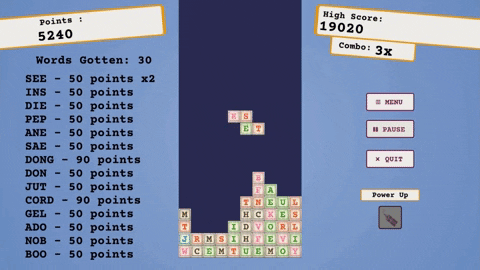 Points :
5240
Words Gotten: 30
SEE - 50 points x2
INS - 50 points
DIE - 50 points
PEP - 50 points
ANE - 50 points
SAE - 50 points
DONG - 90 points
DON - 50 points
JUT - 50 points
CORD - 90 points
GEL - 50 points
ADO - 50 points
NOB - 50 points
BOO - 50 points
High Score:
19020
Combo: 3x
MENU
PAUSE
× QUIT
Power Up
S
E T
A
T N E U L
M H C K E S
T I D V O R L
J R M S I H F E V I
W C E M T U E M O Y